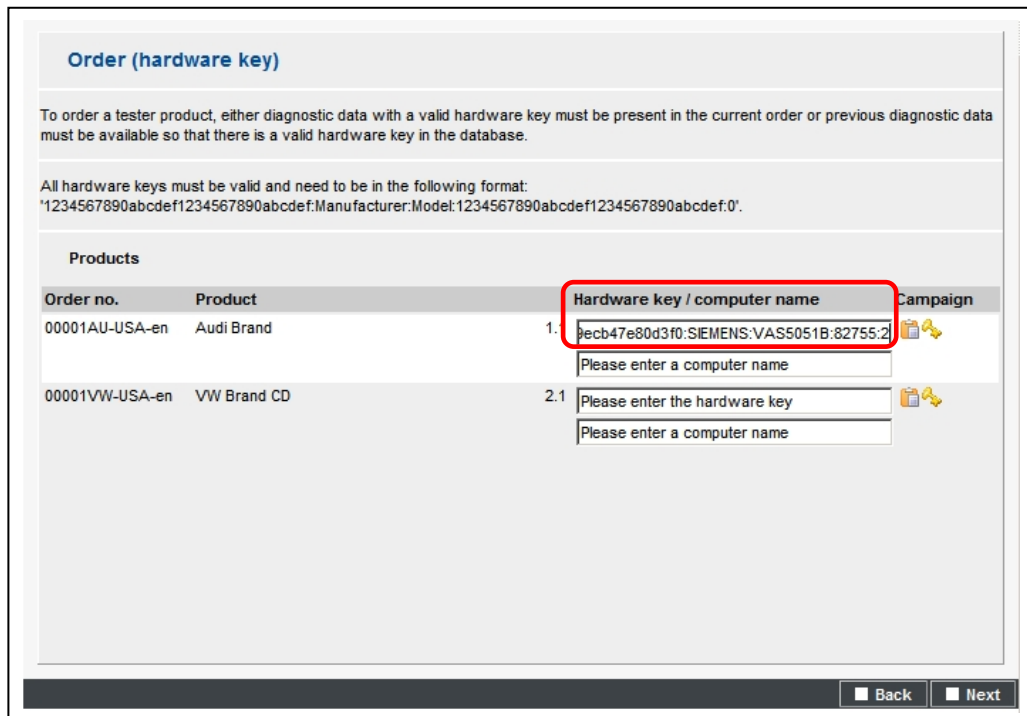 Order (hardware key)
To order a tester product, either diagnostic data with a valid hardware key must be present in the current order or previous diagnostic data
must be available so that there is a valid hardware key in the database.
All hardware keys must be valid and need to be in the following format:
'1234567890abcdef1234567890abcdef:Manufacturer:Model:1234567890abcdef1234567890abcdef:0'.
Products
Order no. Product Hardware key / computer name Campaign
00001AU-USA-en Audi Brand 1.1 9ecb47e80d3f0:SIEMENS:VAS5051B:82755:2
Please enter a computer name
00001VW-USA-en VW Brand CD 2.1 Please enter the hardware key
Please enter a computer name
Back Next